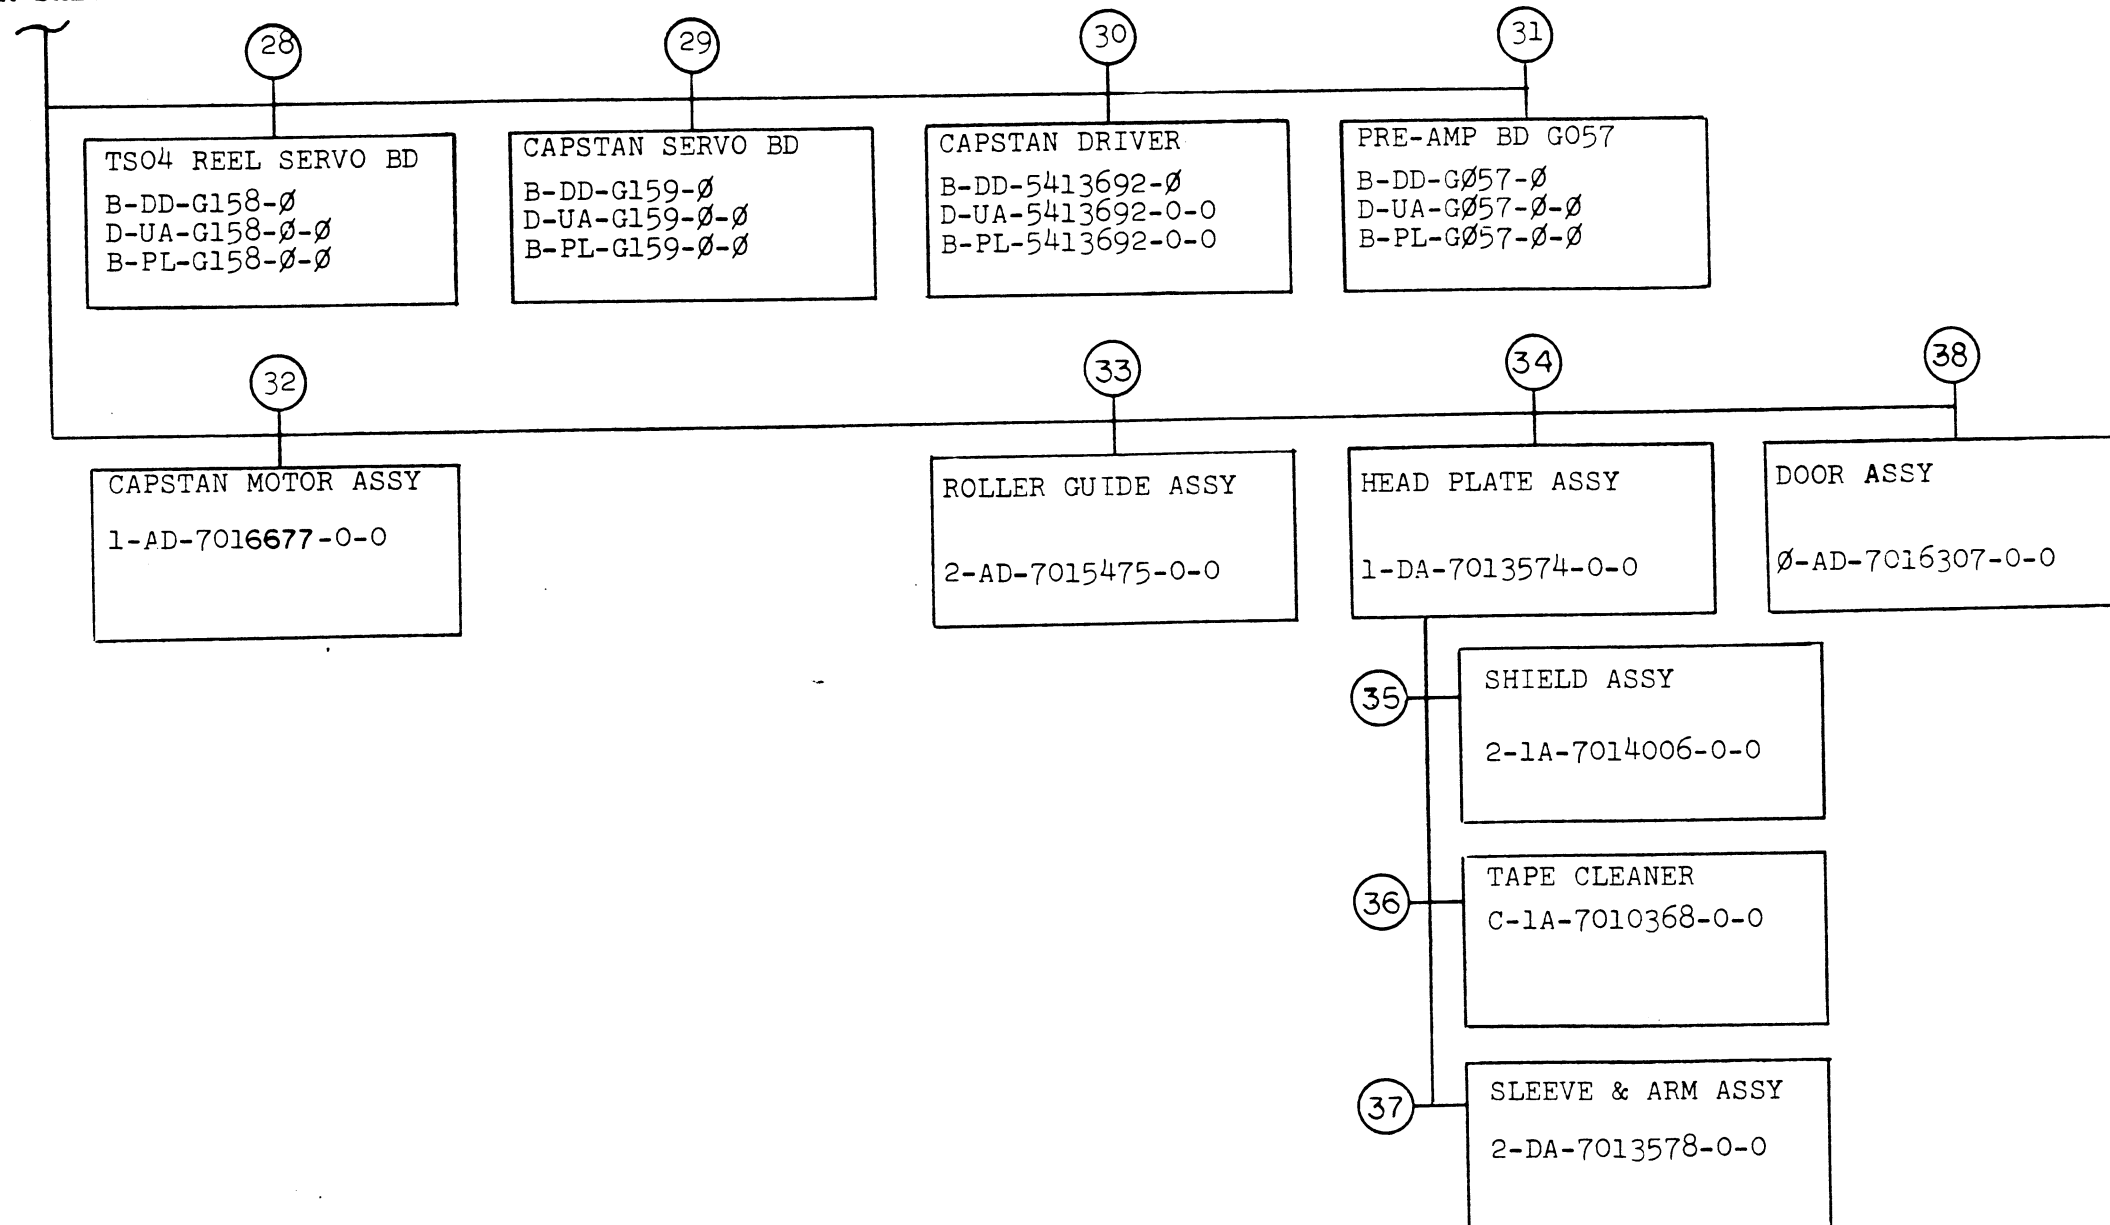 28
29
30
31
TS04 REEL SERVO BD
B-DD-G158-Ø
D-UA-G158-Ø-Ø
B-PL-G158-Ø-Ø
CAPSTAN SERVO BD
B-DD-G159-Ø
D-UA-G159-Ø-Ø
B-PL-G159-Ø-Ø
CAPSTAN DRIVER
B-DD-5413692-Ø
D-UA-5413692-0-0
B-PL-5413692-0-0
PRE-AMP BD G057
B-DD-GØ57-Ø
D-UA-GØ57-Ø-Ø
B-PL-GØ57-Ø-Ø
32
33
34
38
CAPSTAN MOTOR ASSY
1-AD-7016677-0-0
ROLLER GUIDE ASSY
2-AD-7015475-0-0
HEAD PLATE ASSY
1-DA-7013574-0-0
DOOR ASSY
Ø-AD-7016307-0-0
35
SHIELD ASSY
2-1A-7014006-0-0
36
TAPE CLEANER
C-1A-7010368-0-0
37
SLEEVE & ARM ASSY
2-DA-7013578-0-0